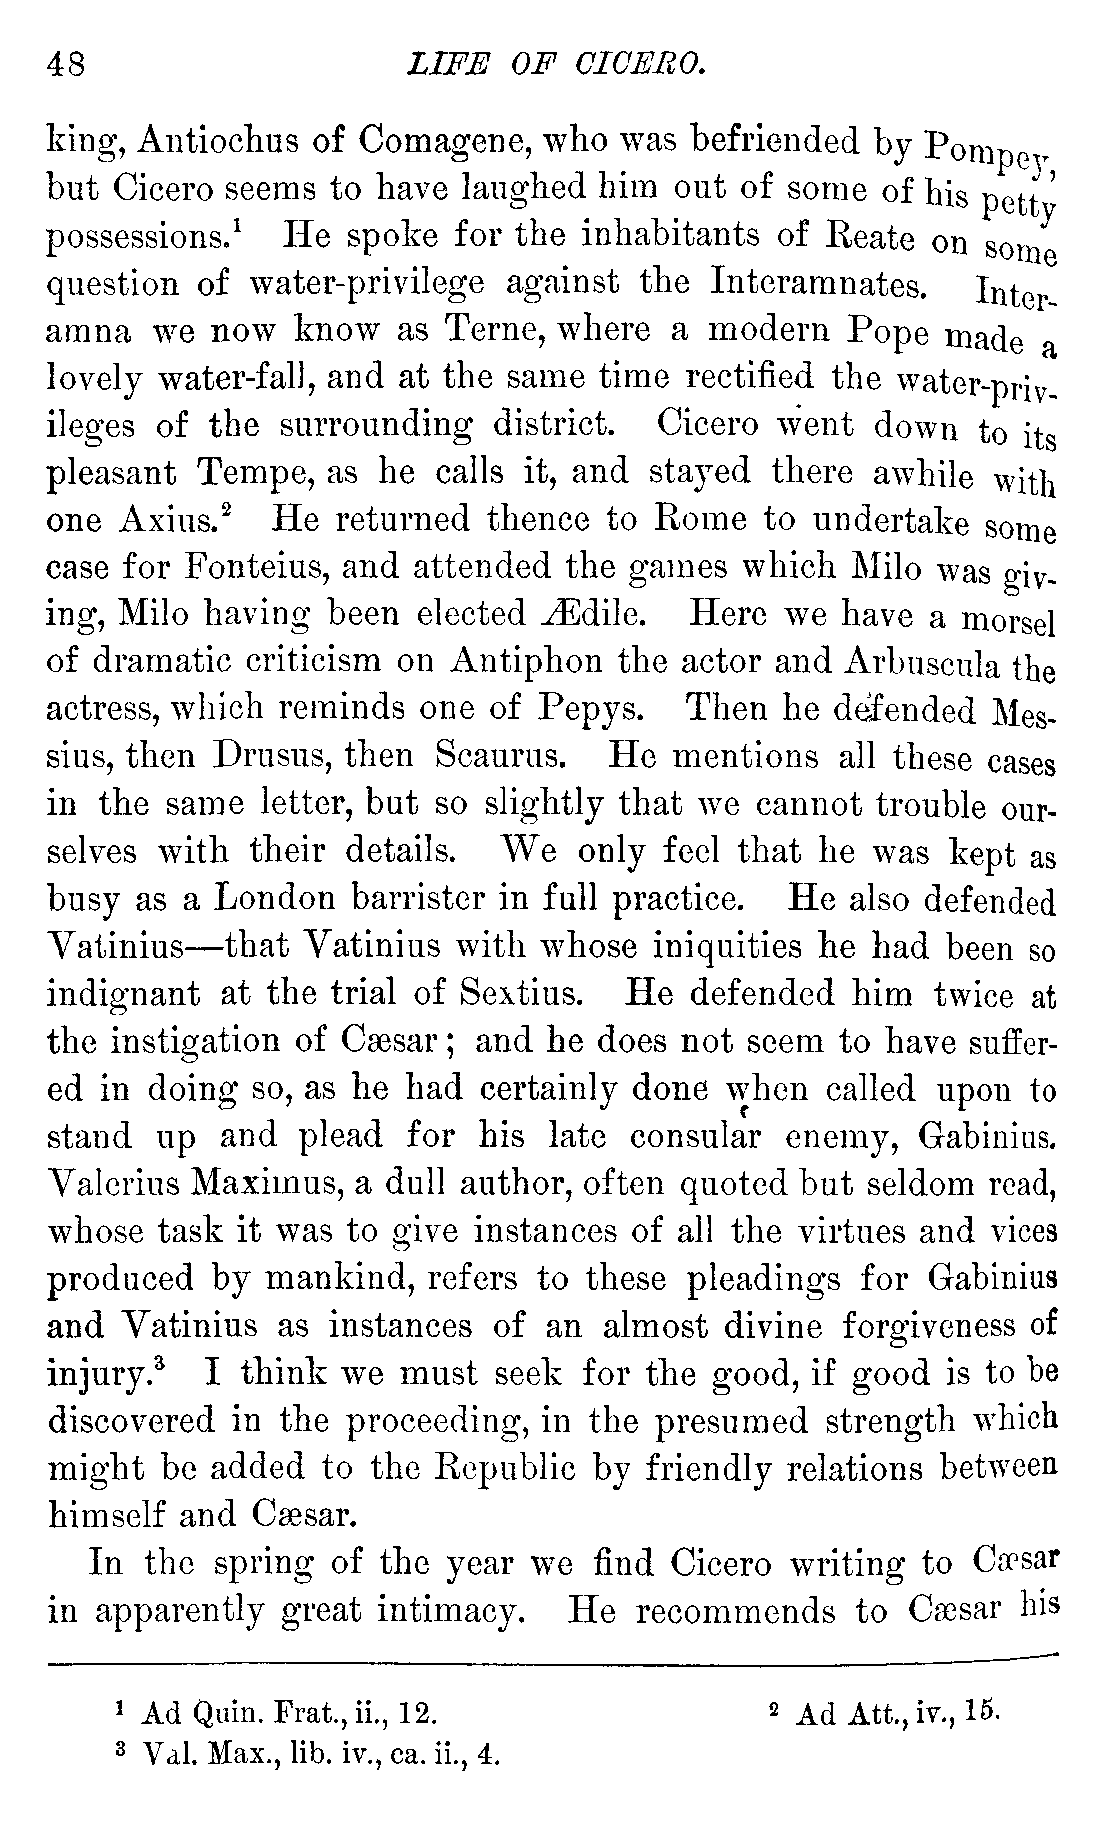 48 LIFE OF CICERO.
king, Antiochus of Comagene, who was befriended by Pompey,
but Cicero seems to have laughed him out of some of his petty
possessions.¹ He spoke for the inhabitants of Reate on some
question of water-privilege against the Interamnates. Inter-
amna we now know as Terne, where a modern Pope made a
lovely water-fall, and at the same time rectified the water-priv-
ileges of the surrounding district. Cicero went down to its
pleasant Tempe, as he calls it, and stayed there awhile with
one Axius.² He returned thence to Rome to undertake some
case for Fonteius, and attended the games which Milo was giv-
ing, Milo having been elected Ædile. Here we have a morsel
of dramatic criticism on Antiphon the actor and Arbuscula the
actress, which reminds one of Pepys. Then he defended Mes-
sius, then Drusus, then Scaurus. He mentions all these cases
in the same letter, but so slightly that we cannot trouble our-
selves with their details. We only feel that he was kept as
busy as a London barrister in full practice. He also defended
Vatinius—that Vatinius with whose iniquities he had been so
indignant at the trial of Sextius. He defended him twice at
the instigation of Cæsar; and he does not seem to have suffer-
ed in doing so, as he had certainly done when called upon to
stand up and plead for his late consular enemy, Gabinius.
Valerius Maximus, a dull author, often quoted but seldom read,
whose task it was to give instances of all the virtues and vices
produced by mankind, refers to these pleadings for Gabinius
and Vatinius as instances of an almost divine forgiveness of
injury.³ I think we must seek for the good, if good is to be
discovered in the proceeding, in the presumed strength which
might be added to the Republic by friendly relations between
himself and Cæsar.
In the spring of the year we find Cicero writing to Cæsar
in apparently great intimacy. He recommends to Cæsar his
¹ Ad Quin. Frat., ii., 12. ² Ad Att., iv., 15.
³ Val. Max., lib. iv., ca. ii., 4.